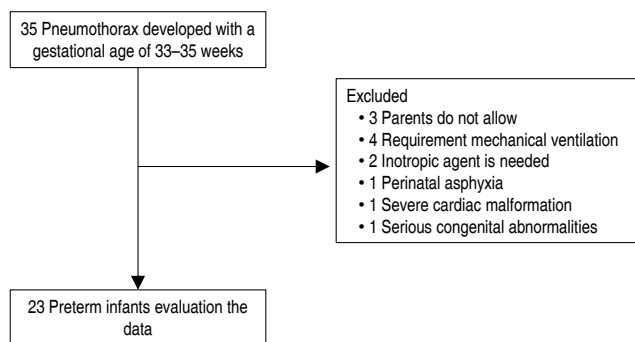 35 Pneumothorax developed with a
gestational age of 33–35 weeks
Excluded
• 3 Parents do not allow
• 4 Requirement mechanical ventilation
• 2 Inotropic agent is needed
• 1 Perinatal asphyxia
• 1 Severe cardiac malformation
• 1 Serious congenital abnormalities
23 Preterm infants evaluation the
data